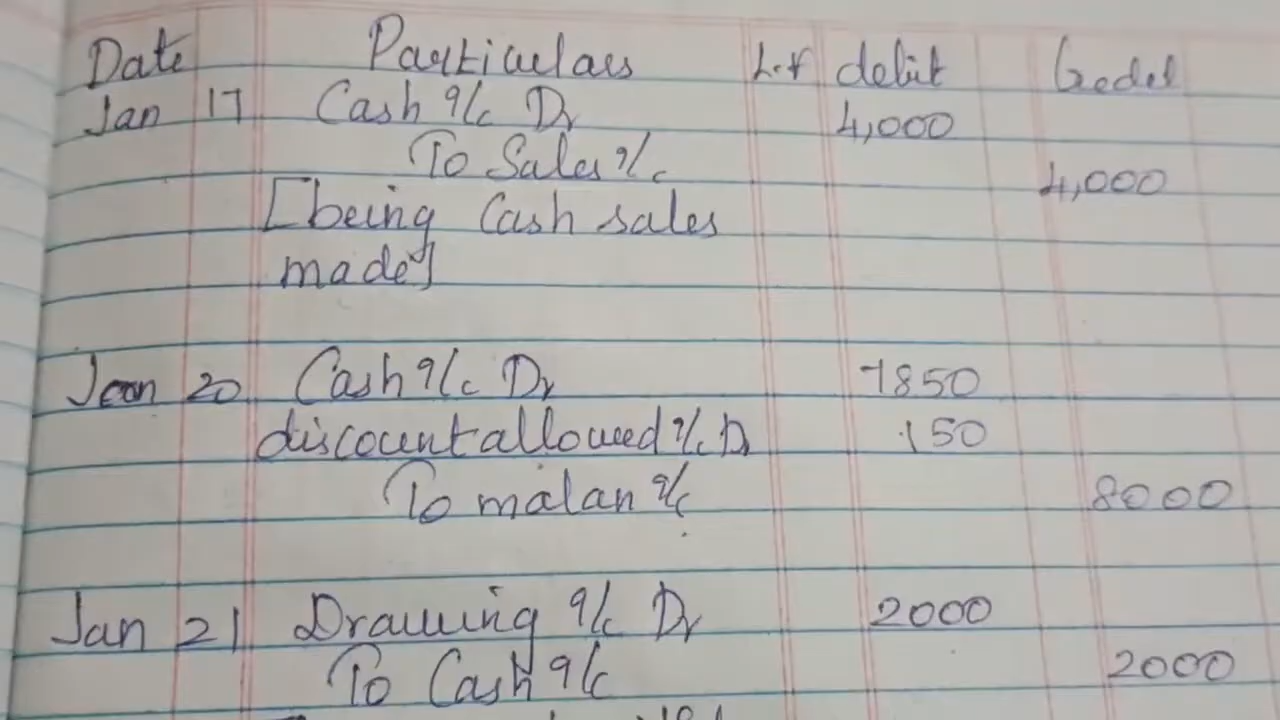 Date Particulars L.F debit Credit
Jan 17 Cash a/c Dr 4,000
To Sales a/c 4,000
[being Cash sales
made]
Jan 20 Cash a/c Dr 7850
discount allowed a/c Dr 150
To malan a/c 8000
Jan 21 Drawing a/c Dr 2000
To Cash a/c 2000